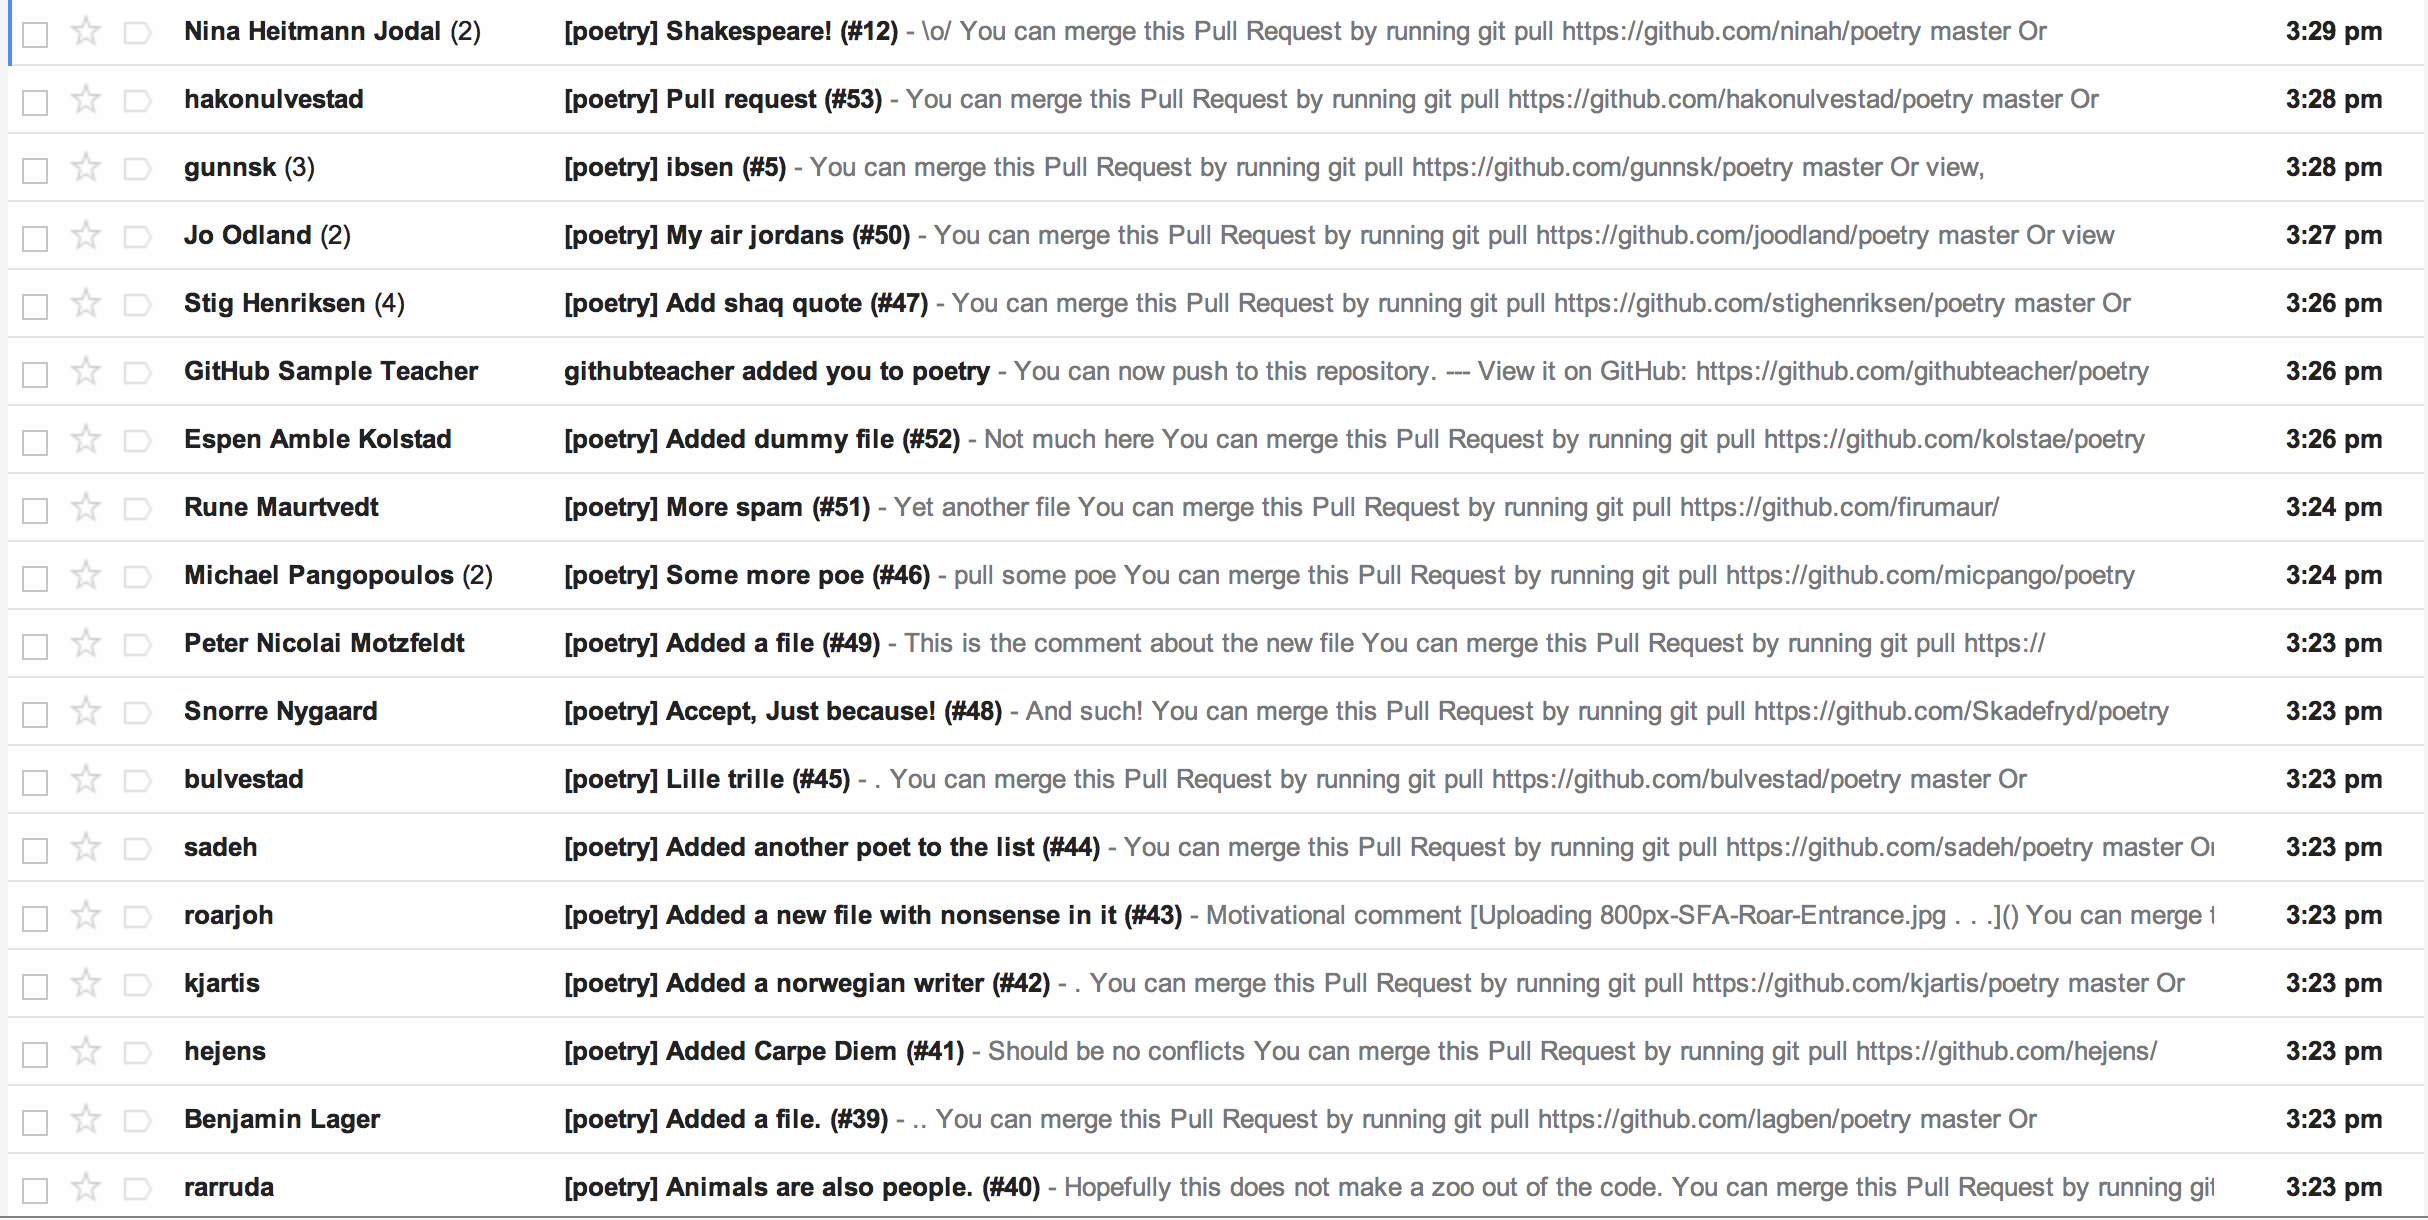 Nina Heitmann Jodal (2) [poetry] Shakespeare! (#12) - \o/ You can merge this Pull Request by running git pull https://github.com/ninah/poetry master Or 3:29 pm
hakonulvestad [poetry] Pull request (#53) - You can merge this Pull Request by running git pull https://github.com/hakonulvestad/poetry master Or 3:28 pm
gunnsk (3) [poetry] ibsen (#5) - You can merge this Pull Request by running git pull https://github.com/gunnsk/poetry master Or view, 3:28 pm
Jo Odland (2) [poetry] My air jordans (#50) - You can merge this Pull Request by running git pull https://github.com/joodland/poetry master Or view 3:27 pm
Stig Henriksen (4) [poetry] Add shaq quote (#47) - You can merge this Pull Request by running git pull https://github.com/stighenriksen/poetry master Or 3:26 pm
GitHub Sample Teacher githubteacher added you to poetry - You can now push to this repository. --- View it on GitHub: https://github.com/githubteacher/poetry 3:26 pm
Espen Amble Kolstad [poetry] Added dummy file (#52) - Not much here You can merge this Pull Request by running git pull https://github.com/kolstae/poetry 3:26 pm
Rune Maurtvedt [poetry] More spam (#51) - Yet another file You can merge this Pull Request by running git pull https://github.com/firumaur/ 3:24 pm
Michael Pangopoulos (2) [poetry] Some more poe (#46) - pull some poe You can merge this Pull Request by running git pull https://github.com/micpango/poetry 3:24 pm
Peter Nicolai Motzfeldt [poetry] Added a file (#49) - This is the comment about the new file You can merge this Pull Request by running git pull https:// 3:23 pm
Snorre Nygaard [poetry] Accept, Just because! (#48) - And such! You can merge this Pull Request by running git pull https://github.com/Skadefryd/poetry 3:23 pm
bulvestad [poetry] Lille trille (#45) - . You can merge this Pull Request by running git pull https://github.com/bulvestad/poetry master Or 3:23 pm
sadeh [poetry] Added another poet to the list (#44) - You can merge this Pull Request by running git pull https://github.com/sadeh/poetry master Or 3:23 pm
roarjoh [poetry] Added a new file with nonsense in it (#43) - Motivational comment [Uploading 800px-SFA-Roar-Entrance.jpg . . .]() You can merge 3:23 pm
kjartis [poetry] Added a norwegian writer (#42) - . You can merge this Pull Request by running git pull https://github.com/kjartis/poetry master Or 3:23 pm
hejens [poetry] Added Carpe Diem (#41) - Should be no conflicts You can merge this Pull Request by running git pull https://github.com/hejens/ 3:23 pm
Benjamin Lager [poetry] Added a file. (#39) - .. You can merge this Pull Request by running git pull https://github.com/lagben/poetry master Or 3:23 pm
rarruda [poetry] Animals are also people. (#40) - Hopefully this does not make a zoo out of the code. You can merge this Pull Request by running git 3:23 pm